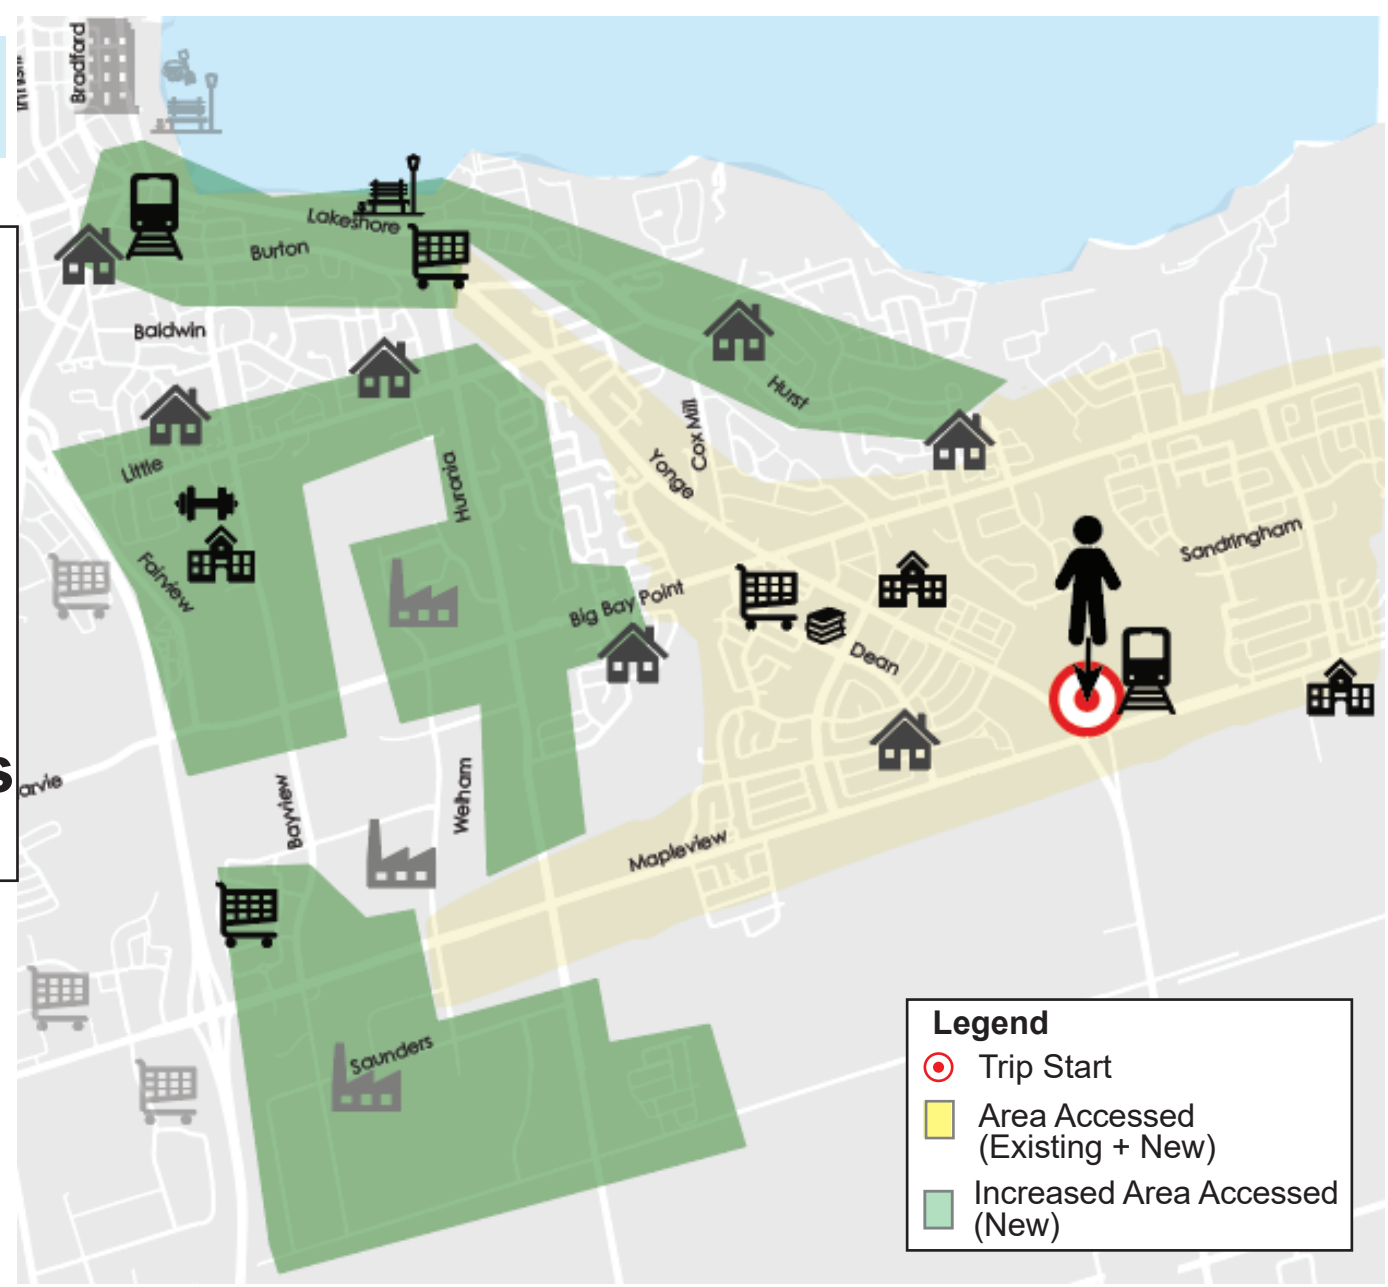 Bradford
Lakeshore
Burton
Baldwin
Hurst
Cox Mill
Yonge
Little
Huronia
Fairview
Sandringham
Big Bay Point
Dean
s
arvie
Bayview
Welham
Mapleview
Saunders
Legend
Trip Start
Area Accessed
(Existing + New)
Increased Area Accessed
(New)